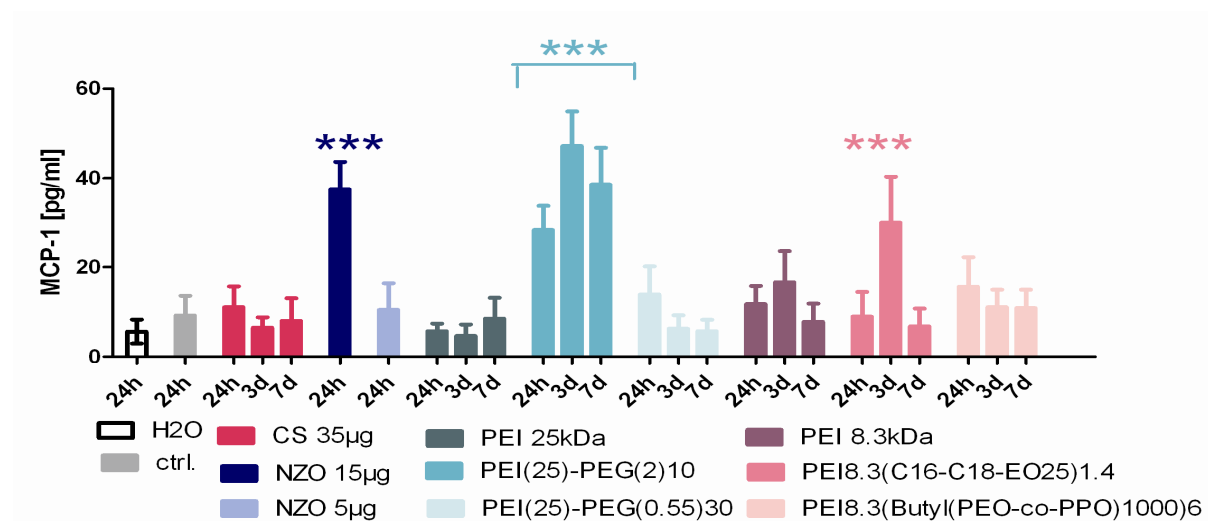 ***
60
***
***
40
20
0
MCP-1 [pg/ml]
24h 24h 24h 3d 7d 24h 24h 24h 3d 7d 24h 3d 7d 24h 3d 7d 24h 3d 7d 24h 3d 7d 24h 3d 7d
H2O CS 35µg PEI 25kDa PEI 8.3kDa
ctrl. NZO 15µg PEI(25)-PEG(2)10 PEI8.3(C16-C18-EO25)1.4
NZO 5µg PEI(25)-PEG(0.55)30 PEI8.3(Butyl(PEO-co-PPO)1000)6